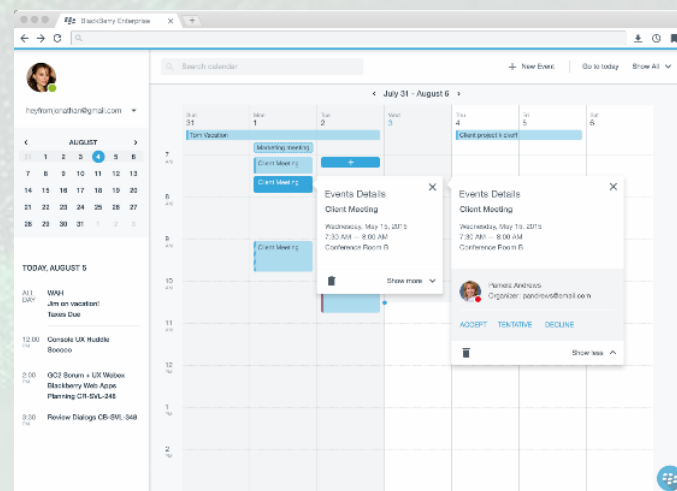 BlackBerry Enterprise
Search calendar
New Event
Go to today
Show All
heyfromjonathan@gmail.com
July 31 - August 6
AUGUST
31 1 2 3 4 5 6
7 8 9 10 11 12 13
14 15 16 17 18 19 20
21 22 23 24 25 26 27
28 29 30 31 1 2 3
TODAY, AUGUST 5
ALL DAY
WAH
Jim on vacation!
Taxes Due
12:00 PM
Console UX Huddle
Sococo
2:00 PM
GC2 Scrum + UX Webex
Blackberry Web Apps
Planning CR-SVL-248
3:30 PM
Review Dialogs CB-SVL-348
Sun 31
Mon 1
Tue 2
Wed 3
Thu 4
Fri 5
Sat 6
Tom Vacation
Client project kickoff
Marketing meeting
Client Meeting
Client Meeting
Client Meeting
7 AM
8 AM
9 AM
10 AM
11 AM
12 PM
1 PM
2 PM
Events Details
Client Meeting
Wednesday, May 15, 2015
7:30 AM — 8:00 AM
Conference Room B
Show more
Events Details
Client Meeting
Wednesday, May 15, 2015
7:30 AM — 8:00 AM
Conference Room B
Pamela Andrews
Organizer: pandrews@email.com
ACCEPT TENTATIVE DECLINE
Show less